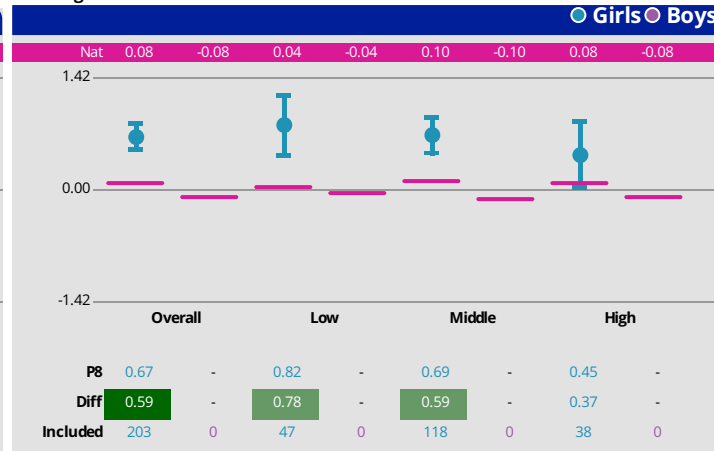 Girls Boys
Nat 0.08 -0.08 0.04 -0.04 0.10 -0.10 0.08 -0.08
1.42
0.00
-1.42
Overall Low Middle High
P8 0.67 - 0.82 - 0.69 - 0.45 -
Diff 0.59 - 0.78 - 0.59 - 0.37 -
Included 203 0 47 0 118 0 38 0